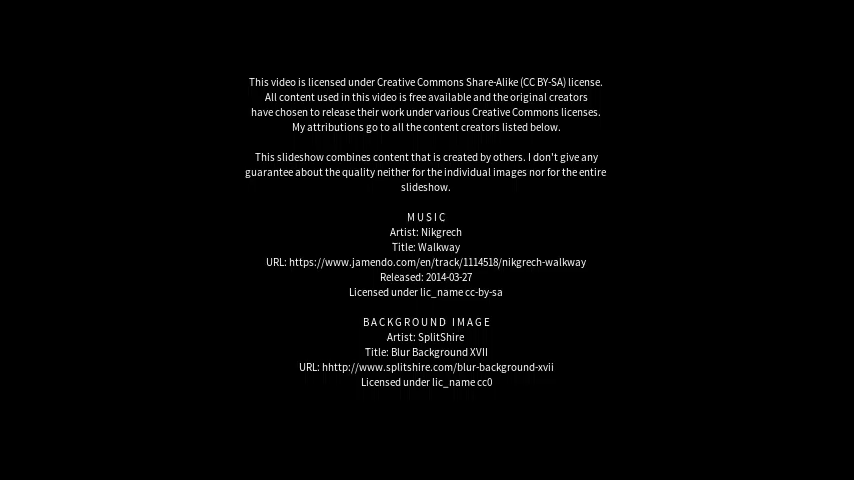 This video is licensed under Creative Commons Share-Alike (CC BY-SA) license.
All content used in this video is free available and the original creators
have chosen to release their work under various Creative Commons licenses.
My attributions go to all the content creators listed below.
This slideshow combines content that is created by others. I don't give any
guarantee about the quality neither for the individual images nor for the entire
slideshow.
MUSIC
Artist: Nikgrech
Title: Walkway
URL: https://www.jamendo.com/en/track/1114518/nikgrech-walkway
Released: 2014-03-27
Licensed under lic_name cc-by-sa
BACKGROUND IMAGE
Artist: SplitShire
Title: Blur Background XVII
URL: hhttp://www.splitshire.com/blur-background-xvii
Licensed under lic_name cc0